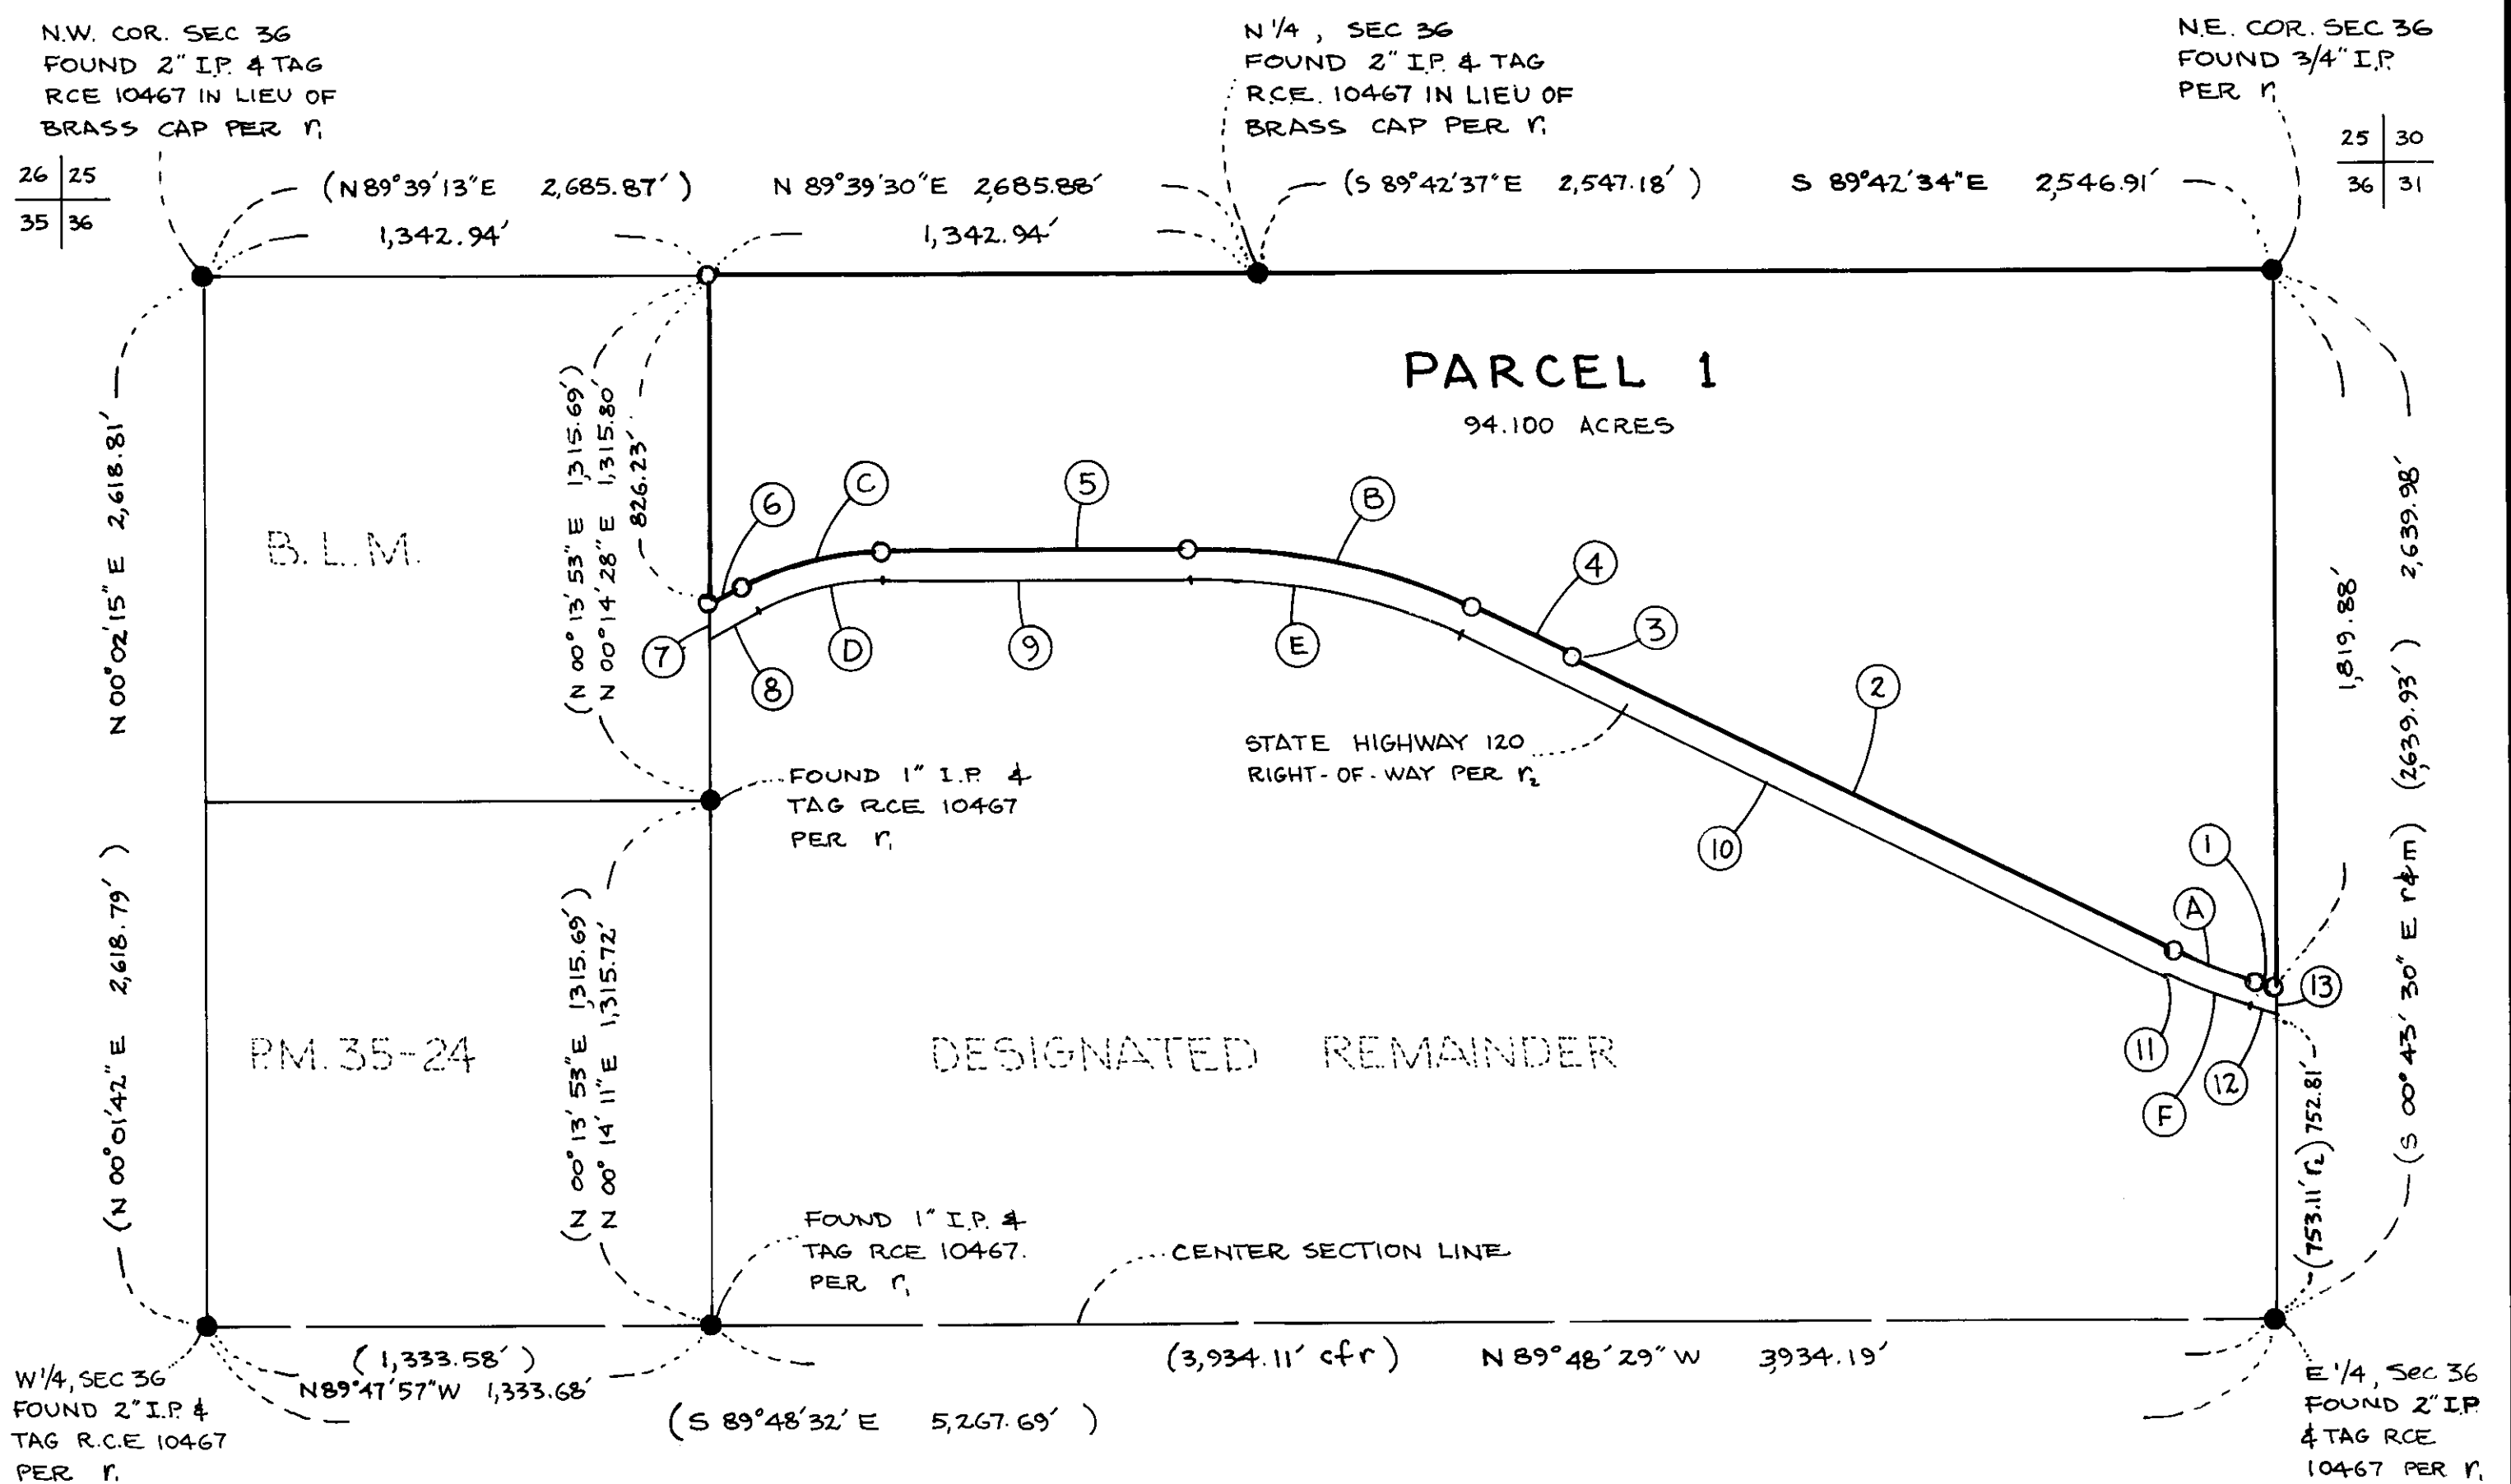 N.W. COR. SEC 36
FOUND 2" I.P. & TAG
RCE 10467 IN LIEU OF
BRASS CAP PER r₁
26 25
35 36
N 1/4 , SEC 36
FOUND 2" I.P. & TAG
R.C.E. 10467 IN LIEU OF
BRASS CAP PER r₁
N.E. COR. SEC 36
FOUND 3/4" I.P.
PER r₁
25 30
36 31
(N 89°39'13"E 2,685.87') N 89°39'30"E 2685.88'
1,342.94' 1,342.94'
(S 89°42'37"E 2,547.18') S 89°42'34"E 2,546.91'
PARCEL 1
94.100 ACRES
N 00°02'15" E 2,618.81'
(N 00°01'42" E 2,618.79')
B.L.M.
(N 00°13'53" E 1,315.69')
N 00°14'28" E 1,315.80'
826.23'
6
C
5
B
4
3
2
7
8
D
9
E
10
1
A
13
11
F
12
STATE HIGHWAY 120
RIGHT-OF-WAY PER r₂
1,819.88'
2,639.98'
(2639.93')
(S 00°43'30" E r&m)
FOUND 1" I.P. &
TAG RCE 10467
PER r₁
P.M. 35-24
(N 00°13'53" E 1,315.69')
N 00°14'11" E 1,315.72'
DESIGNATED REMAINDER
(753.11' r₂) 752.81'
FOUND 1" I.P. &
TAG RCE 10467.
PER r₁
CENTER SECTION LINE
(1,333.58')
N89°47'57"W 1,333.68'
(3,934.11' cfr) N 89°48'29" W 3934.19'
(S 89°48'32' E 5,267.69')
W 1/4, SEC 36
FOUND 2" I.P. &
TAG R.C.E 10467
PER r₁
E 1/4, Sec 36
FOUND 2" I.P
& TAG RCE
10467 PER r₁